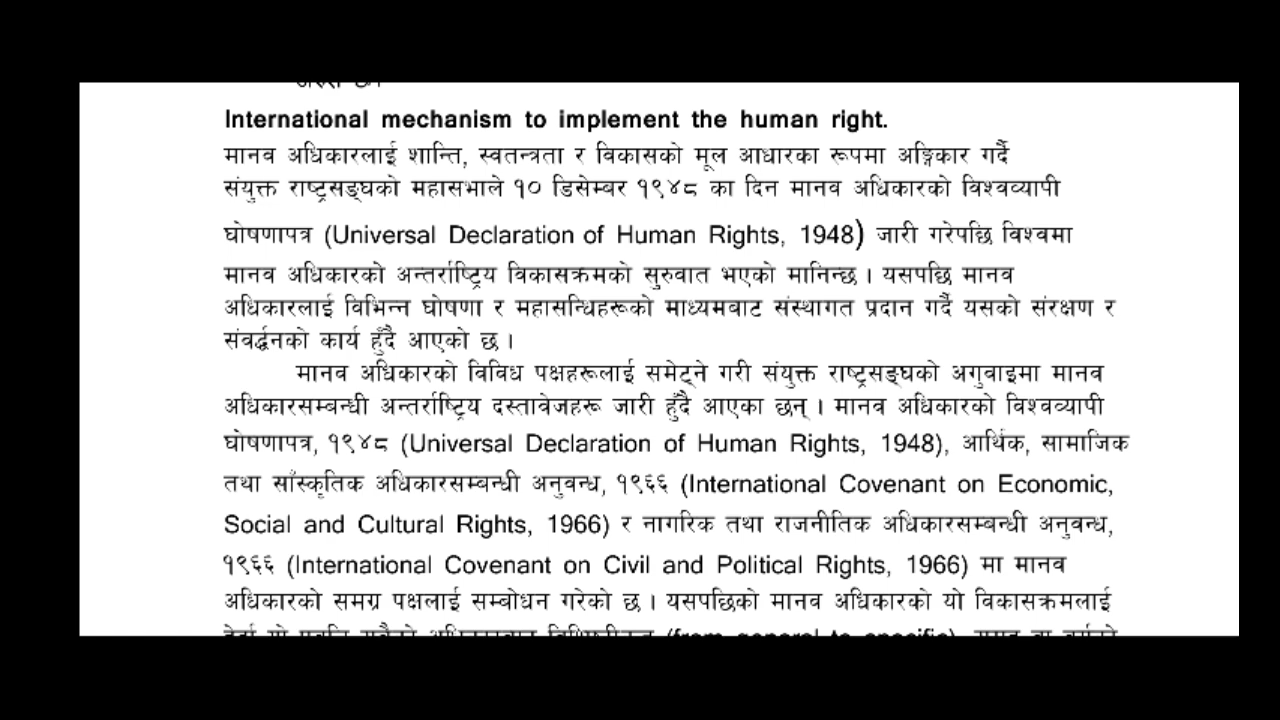 International mechanism to implement the human right.
मानव अधिकारलाई शान्ति, स्वतन्त्रता र विकासको मूल आधारका रूपमा अङ्गिकार गर्दै
संयुक्त राष्ट्रसङ्घको महासभाले १० डिसेम्बर १९४८ का दिन मानव अधिकारको विश्वव्यापी
घोषणापत्र (Universal Declaration of Human Rights, 1948) जारी गरेपछि विश्वमा
मानव अधिकारको अन्तर्राष्ट्रिय विकासक्रमको सुरुवात भएको मानिन्छ । यसपछि मानव
अधिकारलाई विभिन्न घोषणा र महासन्धिहरूको माध्यमबाट संस्थागत प्रदान गर्दै यसको संरक्षण र
संवर्द्धनको कार्य हुँदै आएको छ ।
मानव अधिकारको विविध पक्षहरूलाई समेट्ने गरी संयुक्त राष्ट्रसङ्घको अगुवाइमा मानव
अधिकारसम्बन्धी अन्तर्राष्ट्रिय दस्तावेजहरू जारी हुँदै आएका छन् । मानव अधिकारको विश्वव्यापी
घोषणापत्र, १९४८ (Universal Declaration of Human Rights, 1948), आर्थिक, सामाजिक
तथा साँस्कृतिक अधिकारसम्बन्धी अनुवन्ध, १९६६ (International Covenant on Economic,
Social and Cultural Rights, 1966) र नागरिक तथा राजनीतिक अधिकारसम्बन्धी अनुवन्ध,
१९६६ (International Covenant on Civil and Political Rights, 1966) मा मानव
अधिकारको समग्र पक्षलाई सम्बोधन गरेको छ । यसपछिको मानव अधिकारको यो विकासक्रमलाई
(from general to specific),